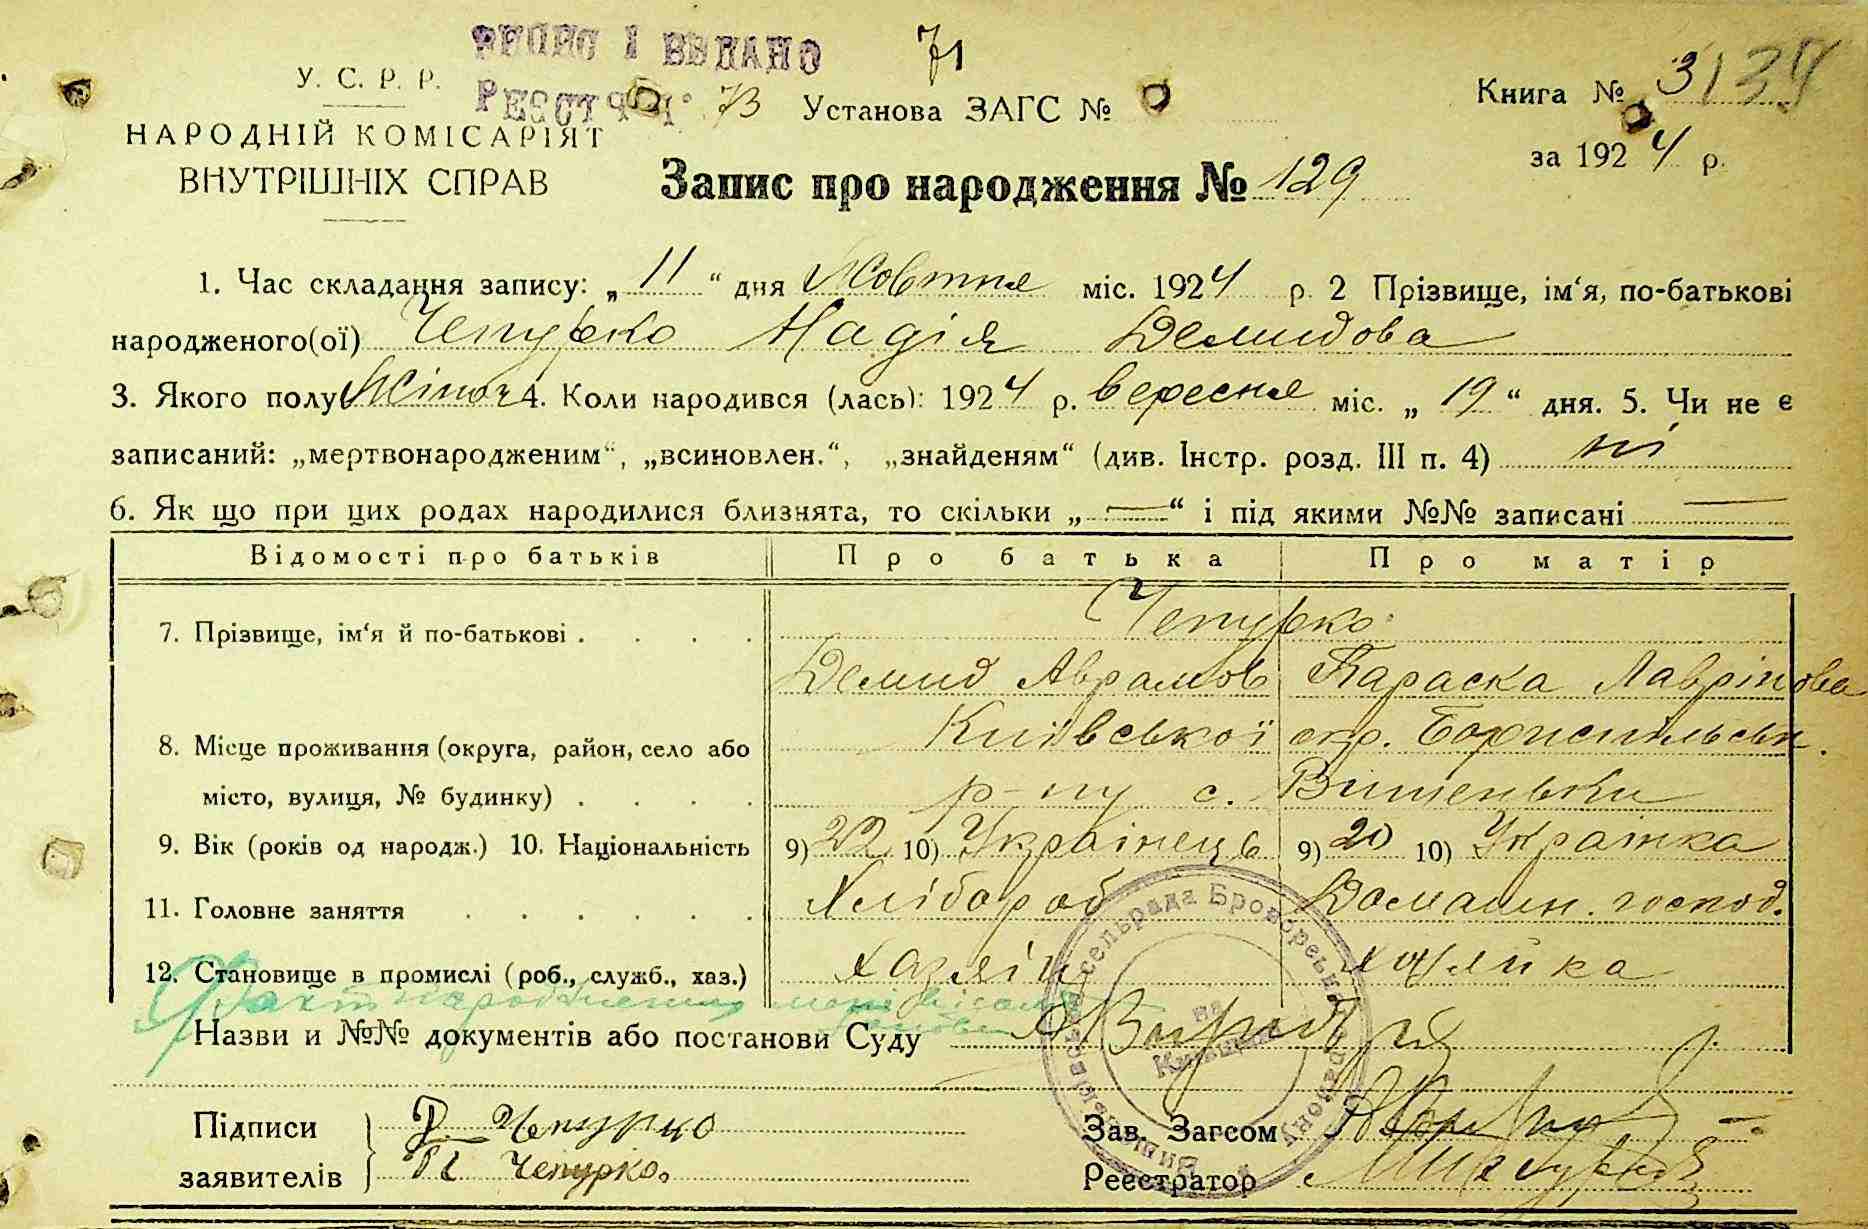 71
У. С. Р. Р.
НАРОДНІЙ КОМІСАРІЯТ
ВНУТРІШНІХ СПРАВ
73
Установа ЗАГС №
Книга № 3 134
за 1924 р.
Запис про народження № 129
1. Час складання запису: „ 11 “ дня Жовтня міс. 1924 р. 2 Прізвище, ім‘я, по-батькові
народженого(ої) Чепурко Надія Демидова
3. Якого полу Жіноч 4. Коли народився (лась): 1924 р. вересня міс. „ 19 “ дня. 5. Чи не є
записаний: „мертвонародженим“, „всиновлен.“, „знайденям“ (див. Інстр. розд. III п. 4) ні
6. Як що при цих родах народилися близнята, то скільки „ — “ і під якими №№ записані —
Відомості про батьків Про батька Про матір
7. Прізвище, ім‘я й по-батькові . . . . Чепурко
Демид Аврамов Параска Лаврінова
8. Місце проживання (округа, район, село або Київської окр. Бориспільськ.
місто, вулиця, № будинку) . . . . р-ну с. Вишеньки
9. Вік (років од народж.) 10. Національність 9) 22 10) Українець 9) 20 10) Українка
11. Головне заняття . . . . . . Хлібороб Домашн. господ.
12. Становище в промислі (роб., служб., хаз.) Хазяін хазяйка
Факт народження
Назви и №№ документів або постанови Суду
Підписи
заявителів
Д Чепурко
П Чепурко.
Зав. Загсом
Реєстратор